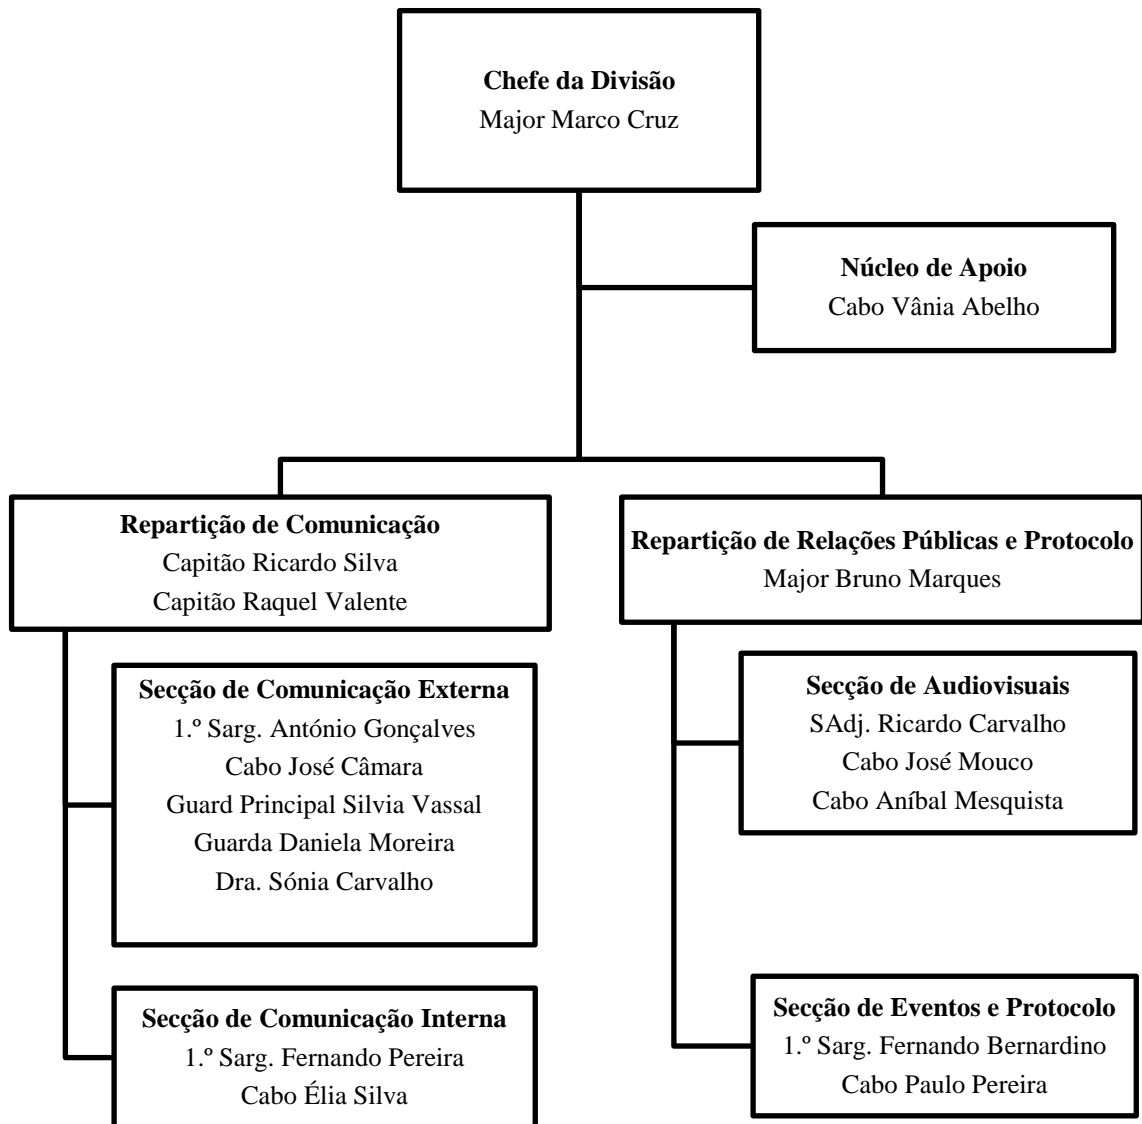 Chefe da Divisão
Major Marco Cruz
Núcleo de Apoio
Cabo Vânia Abelho
Repartição de Comunicação
Capitão Ricardo Silva
Capitão Raquel Valente
Repartição de Relações Públicas e Protocolo
Major Bruno Marques
Secção de Comunicação Externa
1.º Sarg. António Gonçalves
Cabo José Câmara
Guard Principal Silvia Vassal
Guarda Daniela Moreira
Dra. Sónia Carvalho
Secção de Audiovisuais
SAdj. Ricardo Carvalho
Cabo José Mouco
Cabo Aníbal Mesquista
Secção de Comunicação Interna
1.º Sarg. Fernando Pereira
Cabo Élia Silva
Secção de Eventos e Protocolo
1.º Sarg. Fernando Bernardino
Cabo Paulo Pereira